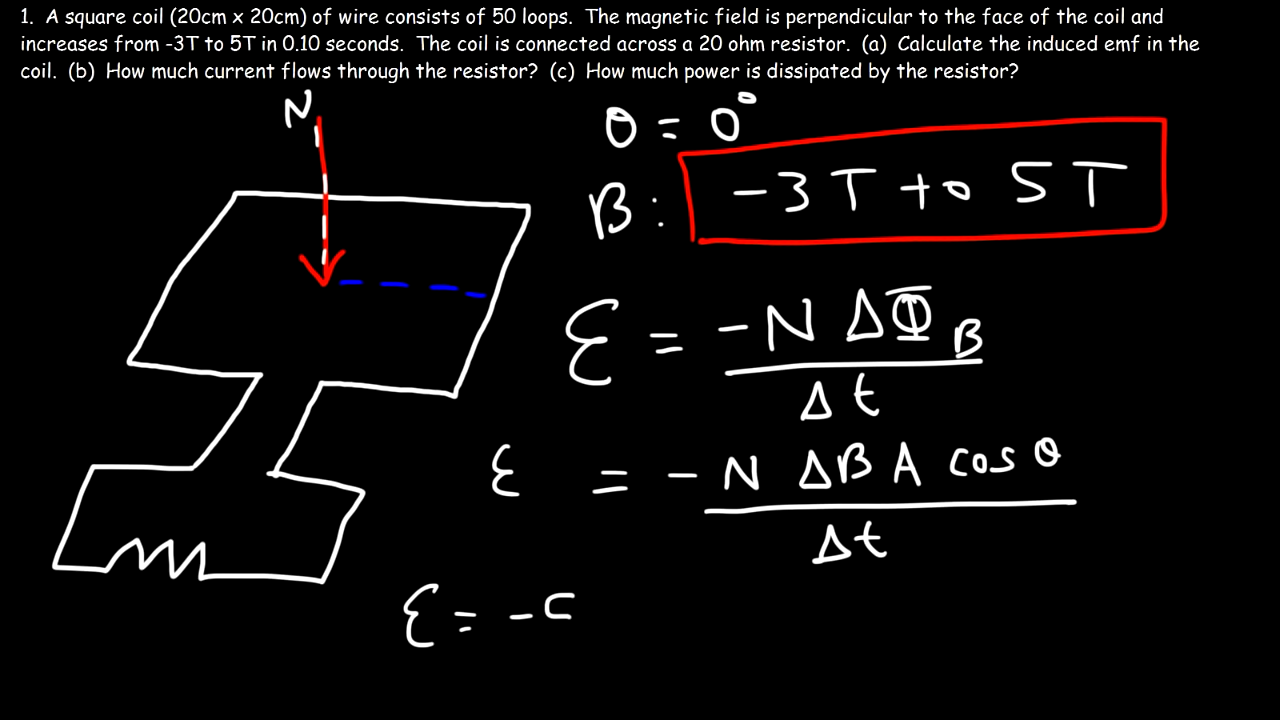 1. A square coil (20cm x 20cm) of wire consists of 50 loops. The magnetic field is perpendicular to the face of the coil and
increases from -3T to 5T in 0.10 seconds. The coil is connected across a 20 ohm resistor. (a) Calculate the induced emf in the
coil. (b) How much current flows through the resistor? (c) How much power is dissipated by the resistor?
N
θ = 0°
B: -3T to 5T
Ɛ = -N ΔΦ_B
Δt
ε = - N ΔB A cos θ
Δt
Ɛ = -